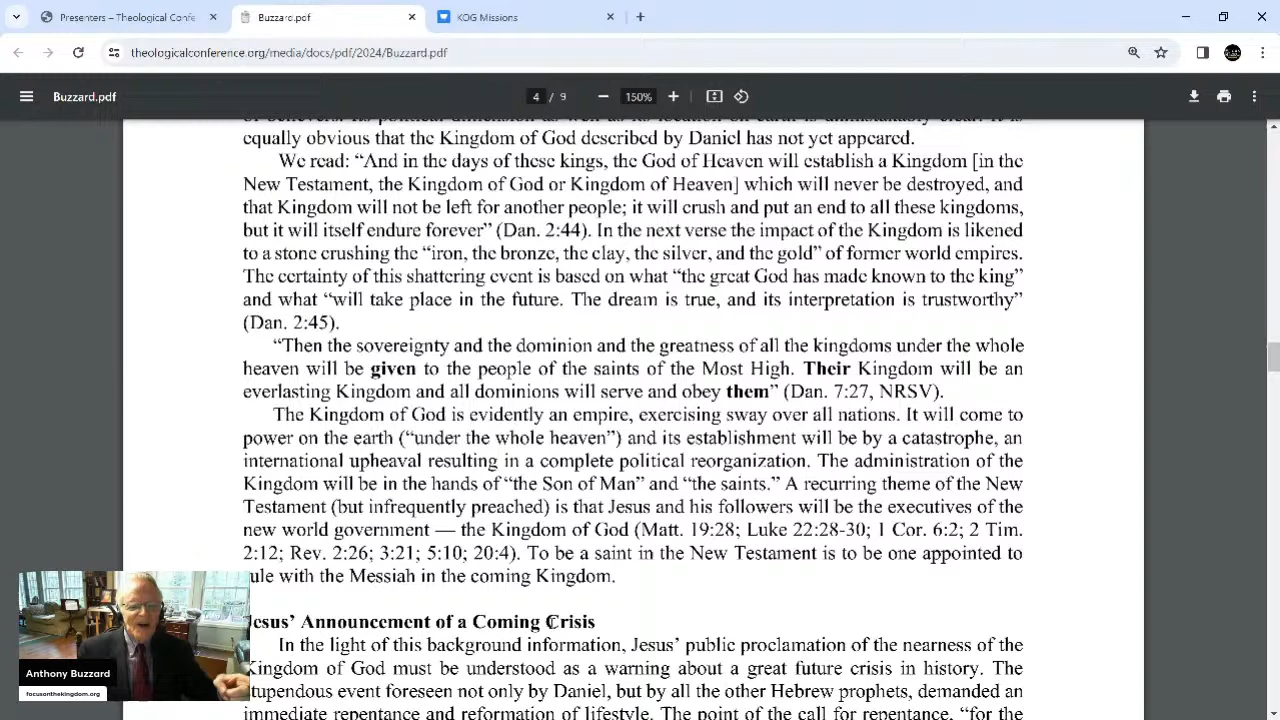 Presenters – Theological Confe
Buzzard.pdf
KOG Missions
theologicalconference.org/media/docs/pdf/2024/Buzzard.pdf
Buzzard.pdf
4 / 9
150%
of believers. Its political dimension as well as its location on earth is unmistakably clear. It is
equally obvious that the Kingdom of God described by Daniel has not yet appeared.
We read: “And in the days of these kings, the God of Heaven will establish a Kingdom [in the
New Testament, the Kingdom of God or Kingdom of Heaven] which will never be destroyed, and
that Kingdom will not be left for another people; it will crush and put an end to all these kingdoms,
but it will itself endure forever” (Dan. 2:44). In the next verse the impact of the Kingdom is likened
to a stone crushing the “iron, the bronze, the clay, the silver, and the gold” of former world empires.
The certainty of this shattering event is based on what “the great God has made known to the king”
and what “will take place in the future. The dream is true, and its interpretation is trustworthy”
(Dan. 2:45).
“Then the sovereignty and the dominion and the greatness of all the kingdoms under the whole
heaven will be given to the people of the saints of the Most High. Their Kingdom will be an
everlasting Kingdom and all dominions will serve and obey them” (Dan. 7:27, NRSV).
The Kingdom of God is evidently an empire, exercising sway over all nations. It will come to
power on the earth (“under the whole heaven”) and its establishment will be by a catastrophe, an
international upheaval resulting in a complete political reorganization. The administration of the
Kingdom will be in the hands of “the Son of Man” and “the saints.” A recurring theme of the New
Testament (but infrequently preached) is that Jesus and his followers will be the executives of the
new world government — the Kingdom of God (Matt. 19:28; Luke 22:28-30; 1 Cor. 6:2; 2 Tim.
2:12; Rev. 2:26; 3:21; 5:10; 20:4). To be a saint in the New Testament is to be one appointed to
rule with the Messiah in the coming Kingdom.
Jesus’ Announcement of a Coming Crisis
In the light of this background information, Jesus’ public proclamation of the nearness of the
Kingdom of God must be understood as a warning about a great future crisis in history. The
stupendous event foreseen not only by Daniel, but by all the other Hebrew prophets, demanded an
immediate repentance and reformation of lifestyle. The point of the call for repentance, “for the
Anthony Buzzard
focusonthekingdom.org